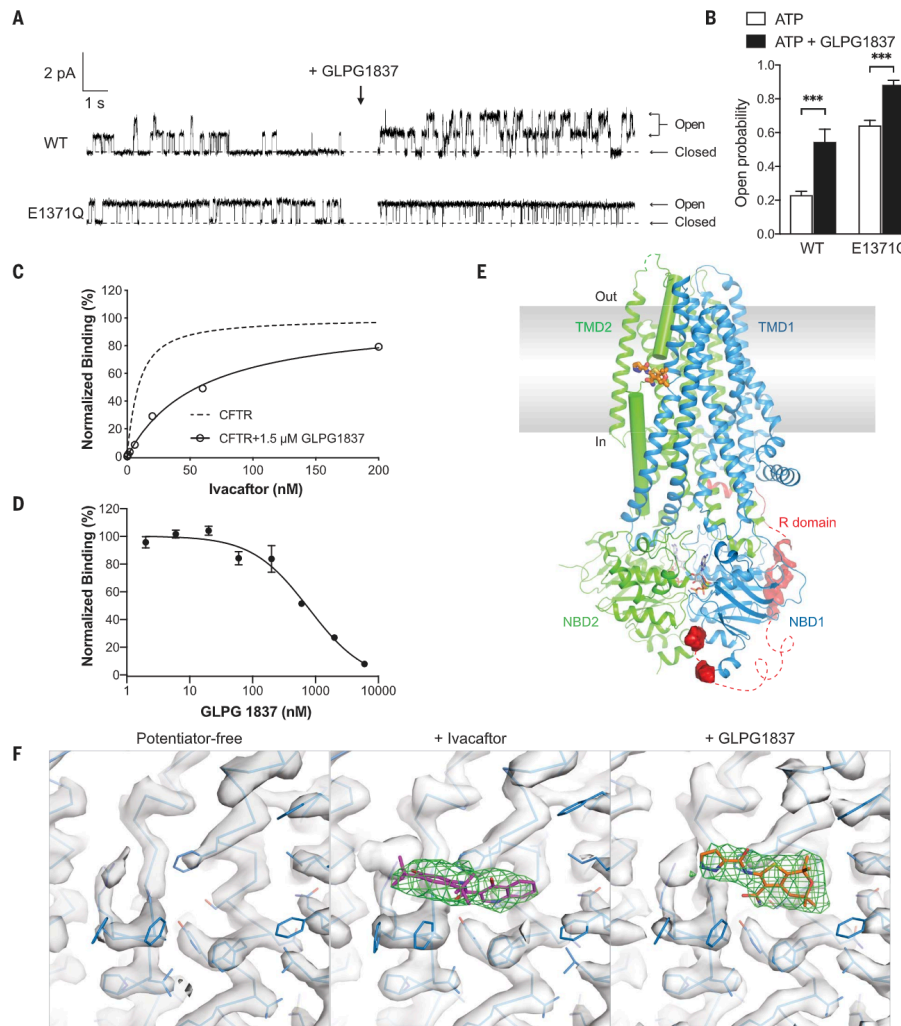 A
2 pA
1 s
+ GLPG1837
WT
Open
Closed
E1371Q
Open
Closed
B
ATP
ATP + GLPG1837
Open probability
1.0
0.8
0.6
0.4
0.2
0.0
***
***
WT
E1371Q
C
Normalized Binding (%)
120
100
80
60
40
20
0
CFTR
CFTR+1.5 µM GLPG1837
0
50
100
150
200
Ivacaftor (nM)
D
Normalized Binding (%)
120
100
80
60
40
20
0
1
10
100
1000
10000
GLPG 1837 (nM)
E
Out
TMD2
TMD1
In
R domain
NBD2
NBD1
F
Potentiator-free
+ Ivacaftor
+ GLPG1837